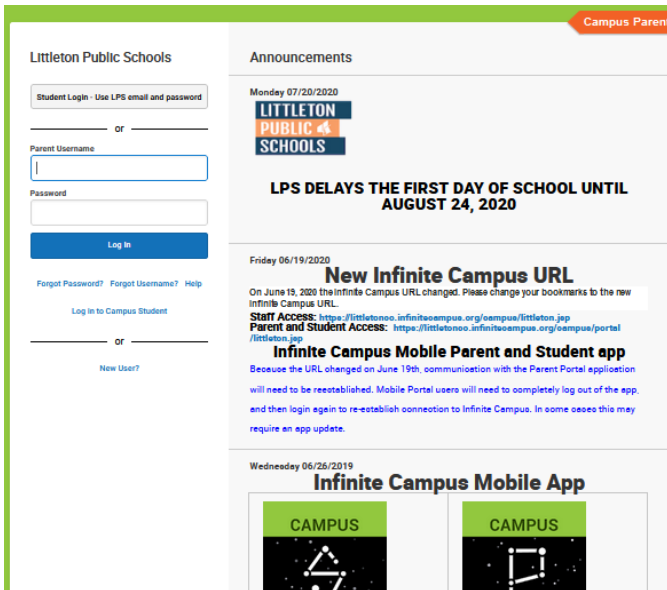 Campus Paren
Littleton Public Schools
Student Login - Use LPS email and password
or
Parent Username
Password
Log In
Forgot Password? Forgot Username? Help
Log in to Campus Student
or
New User?
Announcements
Monday 07/20/2020
LITTLETON
PUBLIC
SCHOOLS
LPS DELAYS THE FIRST DAY OF SCHOOL UNTIL
AUGUST 24, 2020
Friday 06/19/2020
New Infinite Campus URL
On June 19, 2020 the Infinite Campus URL changed. Please change your bookmarks to the new
Infinite Campus URL.
Staff Access: https://littletonco.infinitecampus.org/campus/littleton.jsp
Parent and Student Access: https://littletonco.infinitecampus.org/campus/portal
/littleton.jsp
Infinite Campus Mobile Parent and Student app
Because the URL changed on June 19th, communication with the Parent Portal application
will need to be reestablished. Mobile Portal users will need to completely log out of the app,
and then login again to re-establish connection to Infinite Campus. In some cases this may
require an app update.
Wednesday 06/26/2019
Infinite Campus Mobile App
CAMPUS
CAMPUS